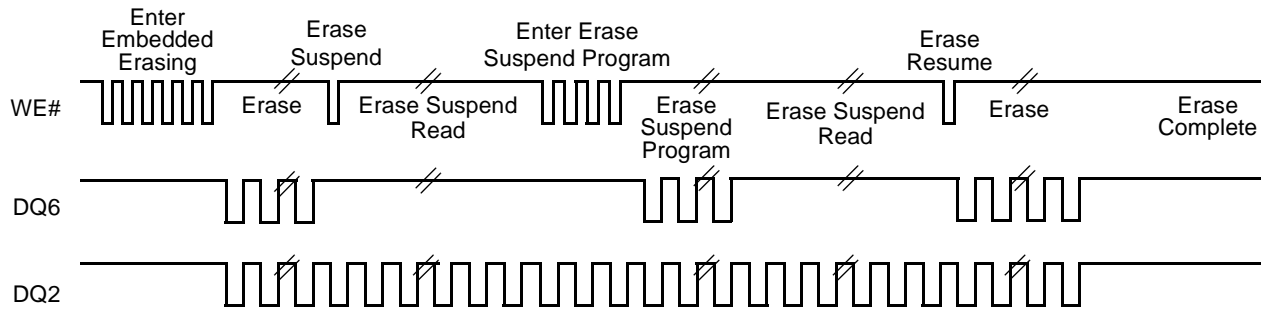 Enter
Embedded
Erasing
Erase
Suspend
Enter Erase
Suspend Program
Erase
Resume
WE#
Erase
Erase Suspend
Read
Erase
Suspend
Program
Erase Suspend
Read
Erase
Erase
Complete
DQ6
DQ2